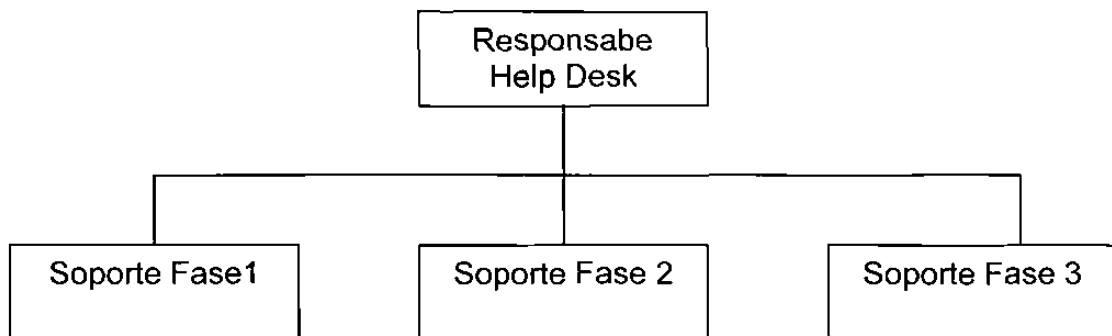 Responsabe
Help Desk
Soporte Fase1
Soporte Fase 2
Soporte Fase 3